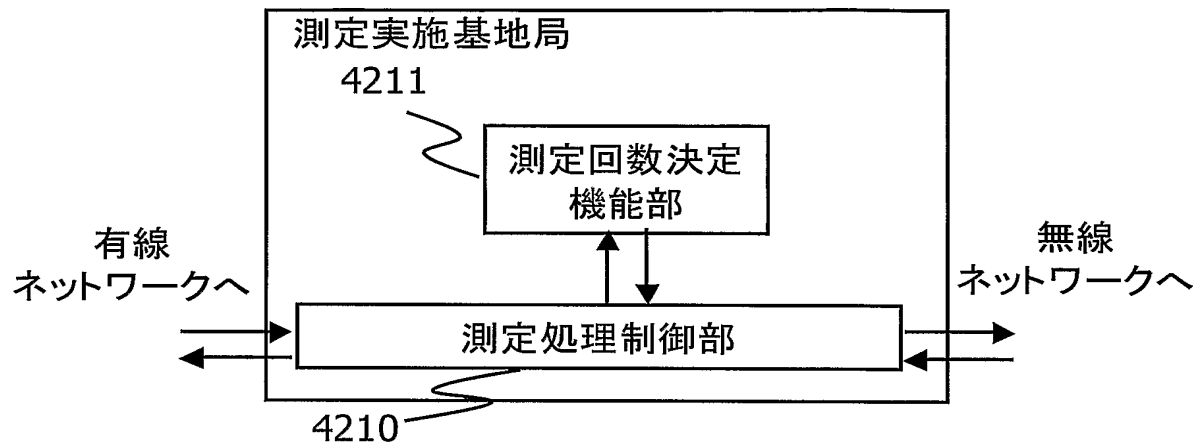 測定実施基地局
4211
測定回数決定
機能部
有線
ネットワークへ
無線
ネットワークへ
測定処理制御部
4210